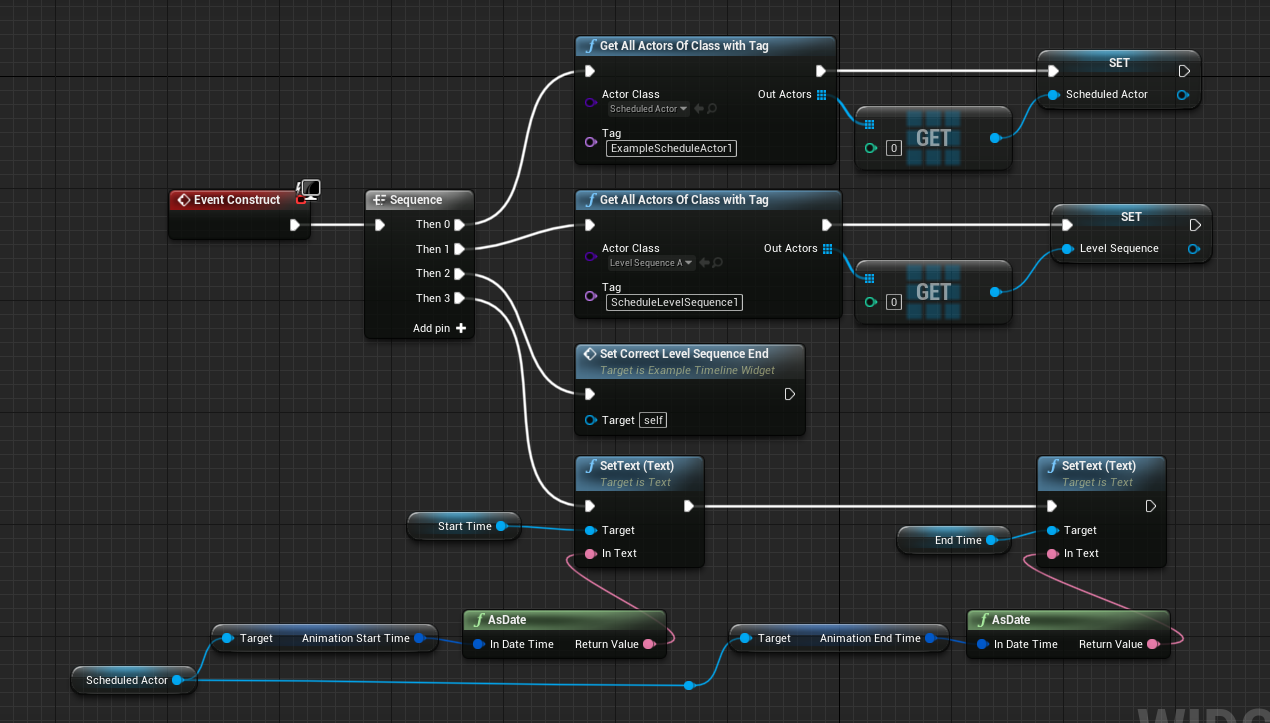 Get All Actors Of Class with Tag
Actor Class
Scheduled Actor
Out Actors
Tag
ExampleScheduleActor1
0
GET
SET
Scheduled Actor
Event Construct
Sequence
Then 0
Then 1
Then 2
Then 3
Add pin
Get All Actors Of Class with Tag
Actor Class
Level Sequence A
Out Actors
Tag
ScheduleLevelSequence1
0
GET
SET
Level Sequence
Set Correct Level Sequence End
Target is Example Timeline Widget
Target self
SetText (Text)
Target is Text
Target
In Text
Start Time
SetText (Text)
Target is Text
Target
In Text
End Time
Target Animation Start Time
AsDate
In Date Time Return Value
Target Animation End Time
AsDate
In Date Time Return Value
Scheduled Actor